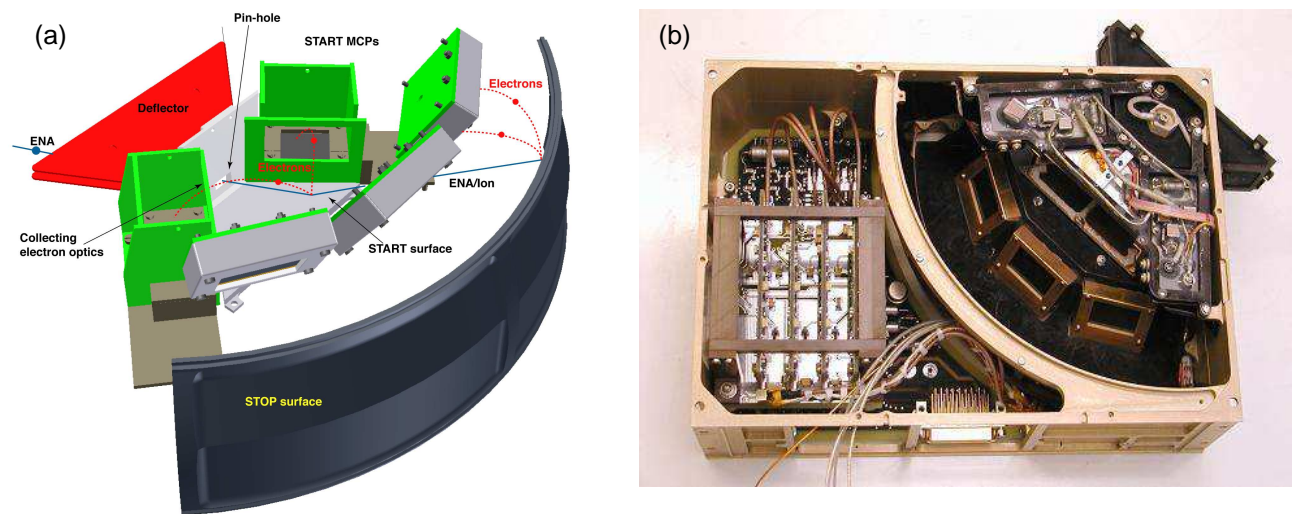 (a)
Pin-hole
START MCPs
Electrons
Deflector
ENA
Electrons
ENA/Ion
Collecting
electron optics
START surface
STOP surface
(b)